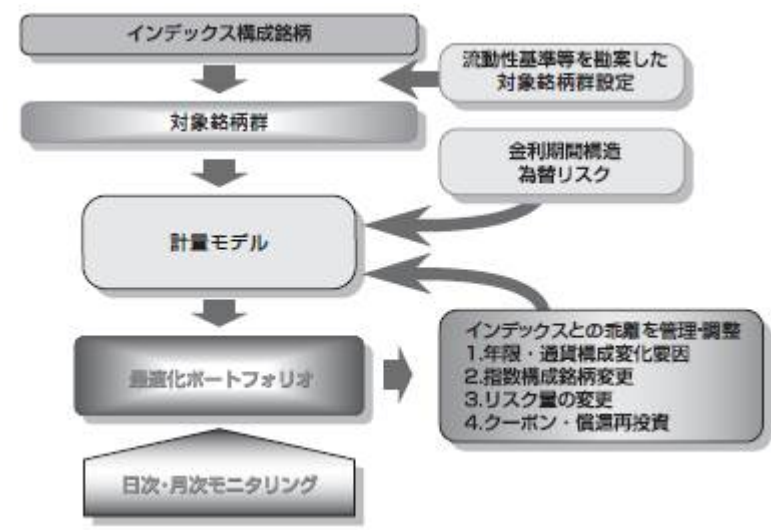 インデックス構成銘柄
流動性基準等を勘案した
対象銘柄群設定
対象銘柄群
金利期間構造
為替リスク
計量モデル
最適化ポートフォリオ
インデックスとの乖離を管理・調整
1.年限・通貨構成変化要因
2.指数構成銘柄変更
3.リスク量の変更
4.クーポン・償還再投資
日次・月次モニタリング